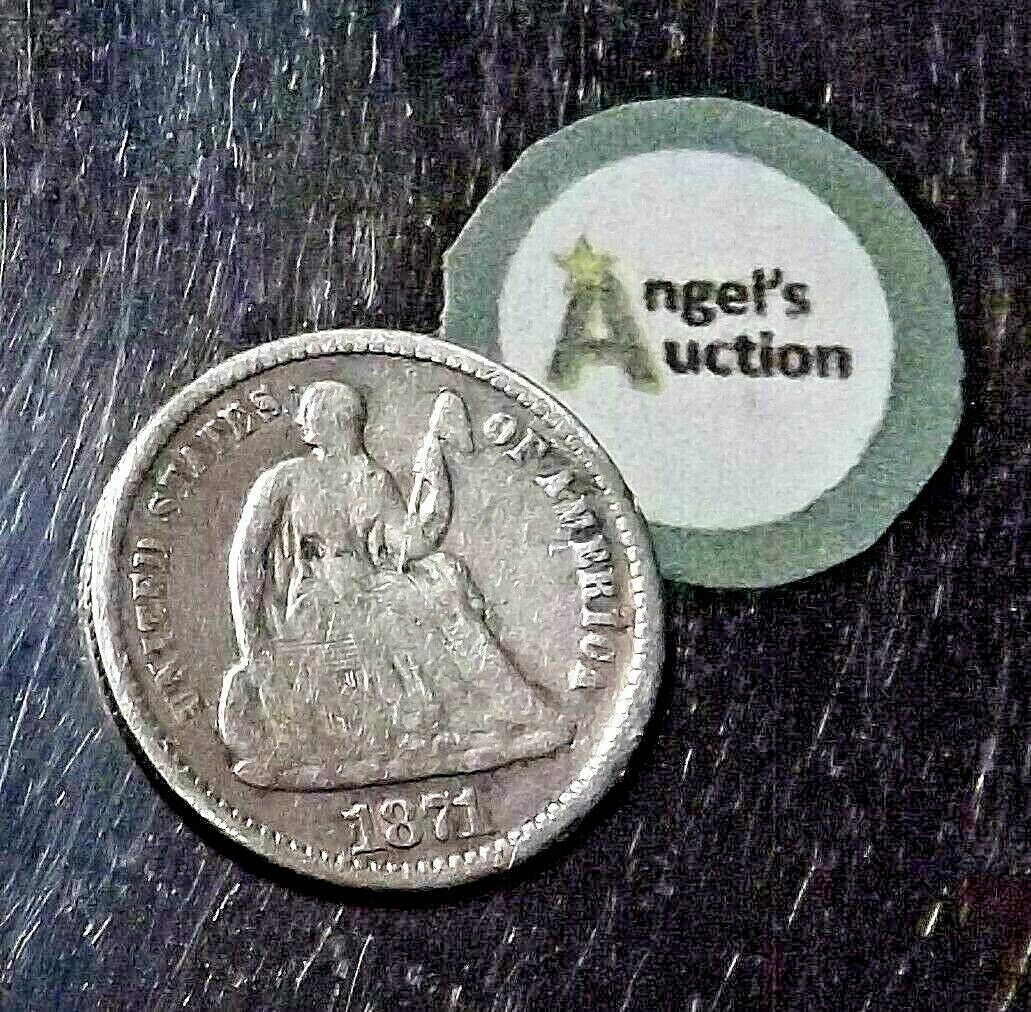 Angel's
Auction
UNITED STATES OF AMERICA
1871